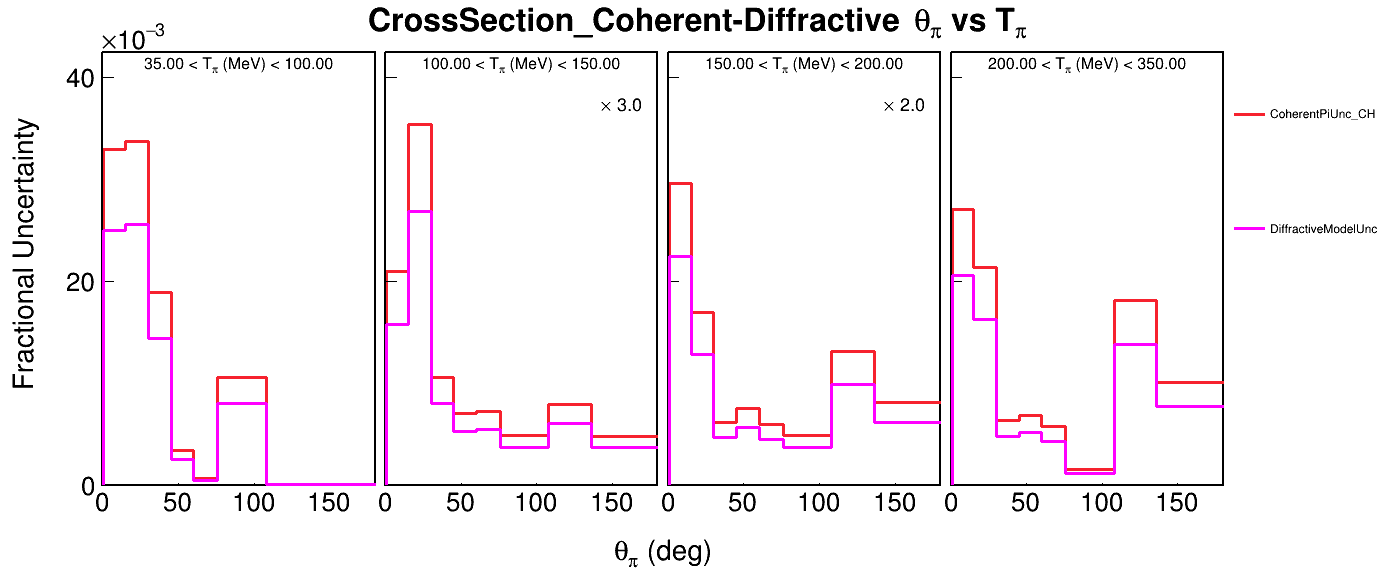 CrossSection_Coherent-Diffractive θπ vs Tπ
×10⁻³
35.00 < Tπ (MeV) < 100.00
100.00 < Tπ (MeV) < 150.00
150.00 < Tπ (MeV) < 200.00
200.00 < Tπ (MeV) < 350.00
× 3.0
× 2.0
CoherentPiUnc_CH
DiffractiveModelUnc
Fractional Uncertainty
40
20
0
0 50 100 150
0 50 100 150
0 50 100 150
0 50 100 150
θπ (deg)